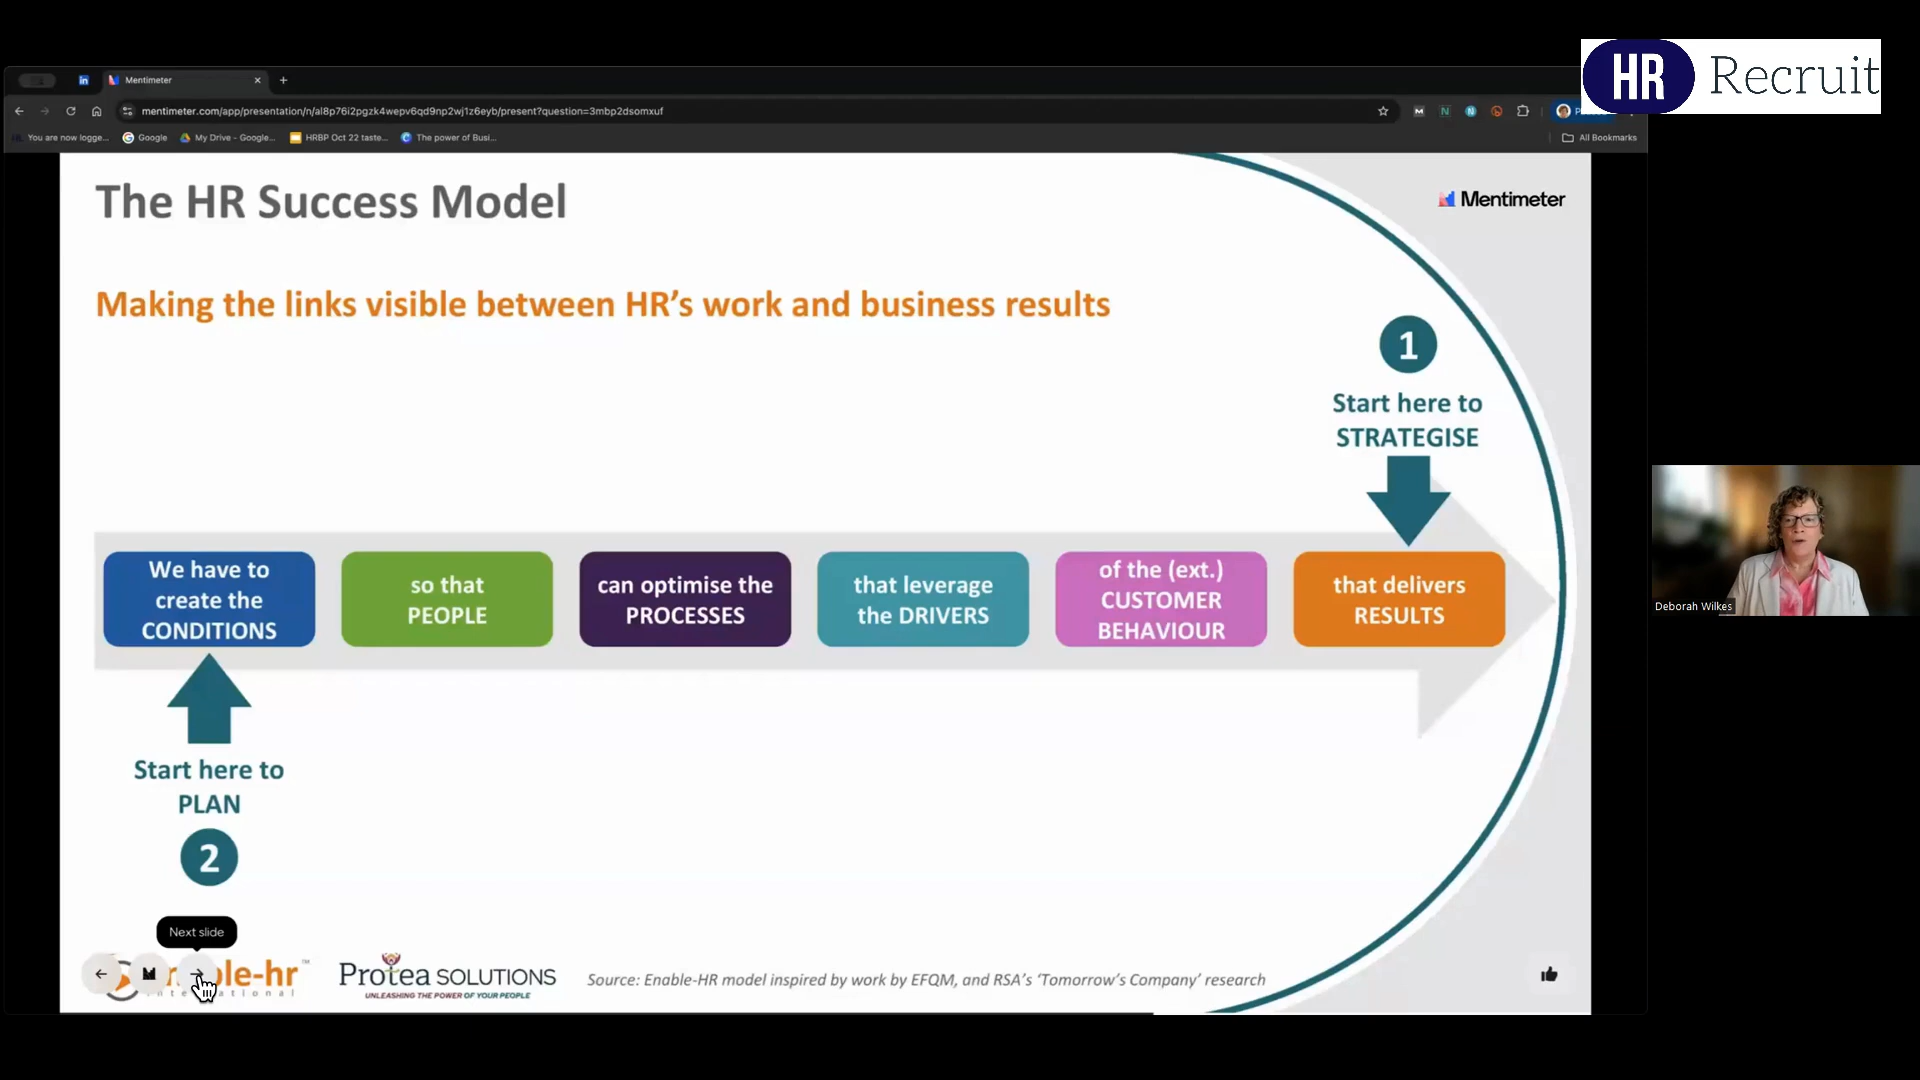 HR Recruit
Mentimeter
mentimeter.com/app/presentation/n/al8p76i2pgzk4wepv6qd9np2wj1z6eyb/present?question=3mbp2dsomxuf
You are now logge...
Google
My Drive - Google...
HRBP Oct 22 taste...
The power of Busi...
All Bookmarks
The HR Success Model
Mentimeter
Making the links visible between HR’s work and business results
1
Start here to
STRATEGISE
We have to
create the
CONDITIONS
so that
PEOPLE
can optimise the
PROCESSES
that leverage
the DRIVERS
of the (ext.)
CUSTOMER
BEHAVIOUR
that delivers
RESULTS
Deborah Wilkes
Start here to
PLAN
2
Next slide
ble-hr
Protea SOLUTIONS
UNLEASHING THE POWER OF YOUR PEOPLE
Source: Enable-HR model inspired by work by EFQM, and RSA’s ‘Tomorrow’s Company’ research